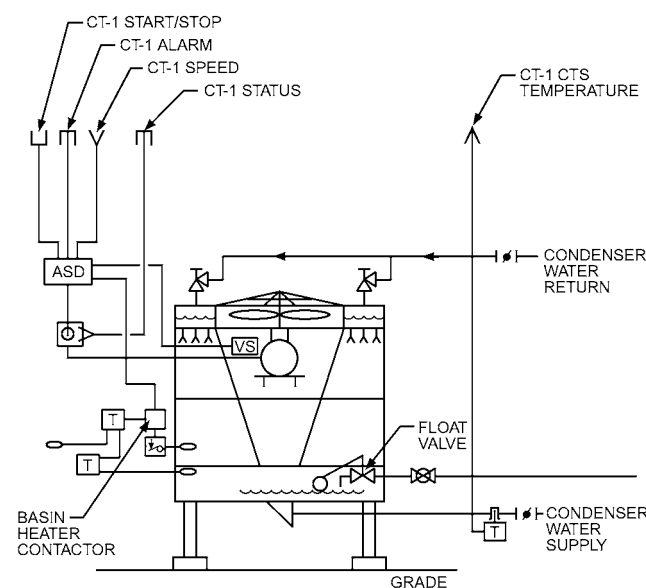 CT-1 START/STOP
CT-1 ALARM
CT-1 SPEED
CT-1 STATUS
CT-1 CTS
TEMPERATURE
ASD
CONDENSER
WATER
RETURN
VS
T
T
FLOAT
VALVE
BASIN
HEATER
CONTACTOR
T
CONDENSER
WATER
SUPPLY
GRADE